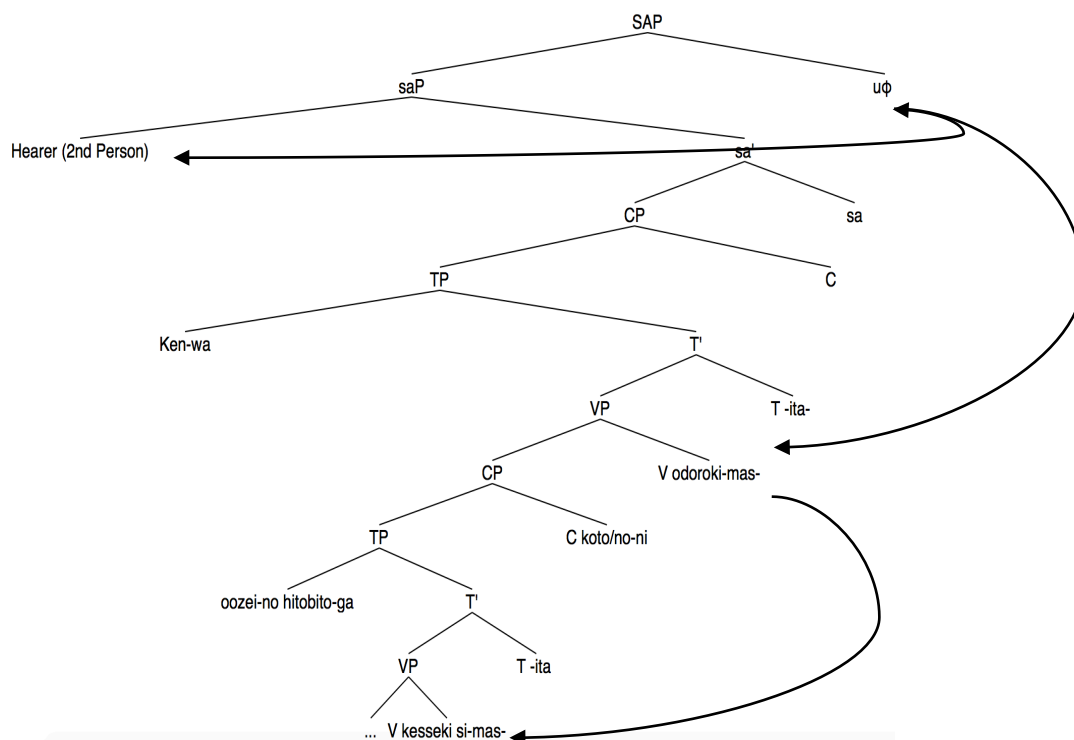 SAP
saP uϕ
Hearer (2nd Person) sa'
CP sa
TP C
Ken-wa T'
VP T -ita-
CP V odoroki-mas-
TP C koto/no-ni
oozei-no hitobito-ga T'
VP T -ita
... V kesseki si-mas-